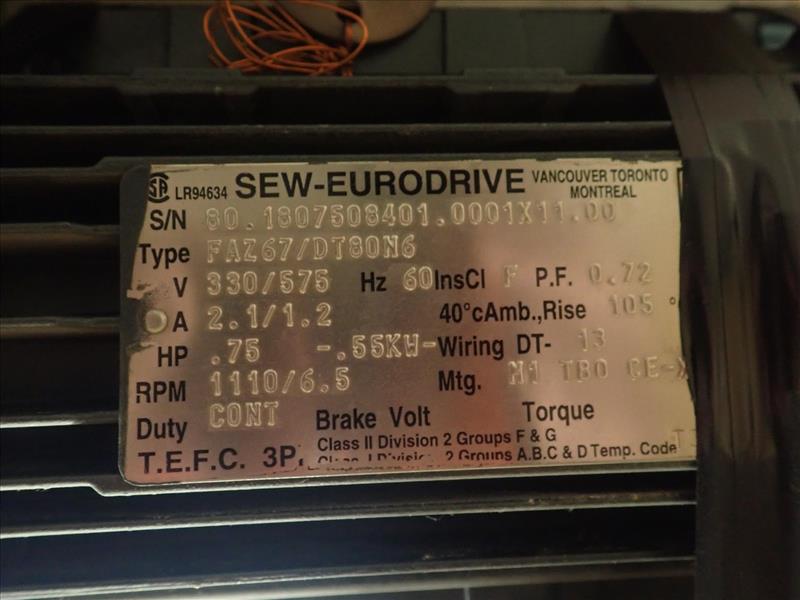 SA LR94634 SEW-EURODRIVE VANCOUVER TORONTO MONTREAL
S/N 80.1807508401.0001X11.00
Type FAZ67/DT80N6
V 330/575 Hz 60 InsCl F P.F. 0.72
A 2.1/1.2 40°cAmb.,Rise 105 °
HP .75 -.55KW- Wiring DT- 13
RPM 1110/6.5 Mtg. M1 TBO CE-
Duty CONT Brake Volt Torque
T.E.F.C. 3P. Class II Division 2 Groups F & G
2 Groups A.B.C & D Temp. Code